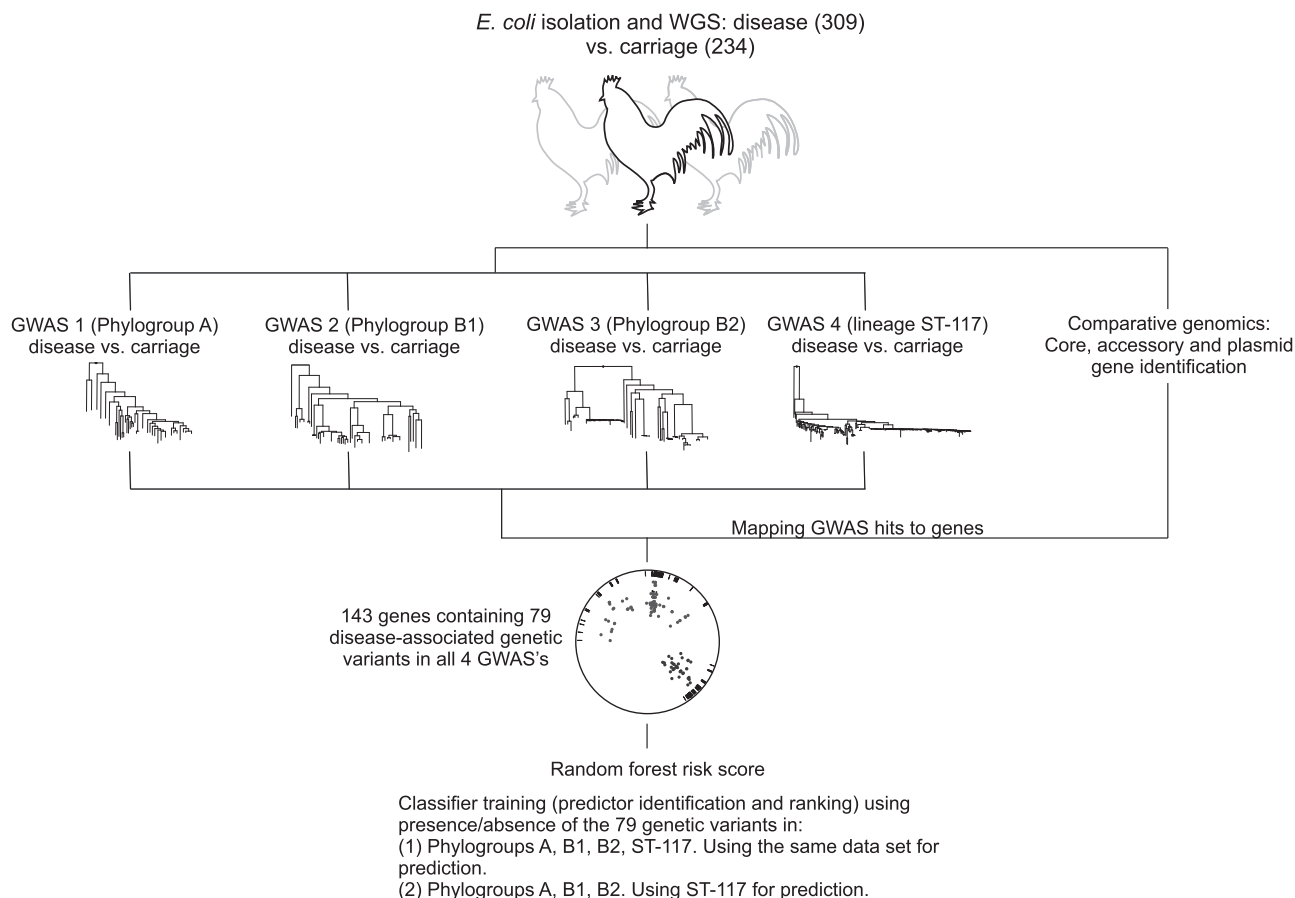 E. coli isolation and WGS: disease (309)
vs. carriage (234)
GWAS 1 (Phylogroup A)
disease vs. carriage
GWAS 2 (Phylogroup B1)
disease vs. carriage
GWAS 3 (Phylogroup B2)
disease vs. carriage
GWAS 4 (lineage ST-117)
disease vs. carriage
Comparative genomics:
Core, accessory and plasmid
gene identification
Mapping GWAS hits to genes
143 genes containing 79
disease-associated genetic
variants in all 4 GWAS's
Random forest risk score
Classifier training (predictor identification and ranking) using
presence/absence of the 79 genetic variants in:
(1) Phylogroups A, B1, B2, ST-117. Using the same data set for
prediction.
(2) Phylogroups A, B1, B2. Using ST-117 for prediction.